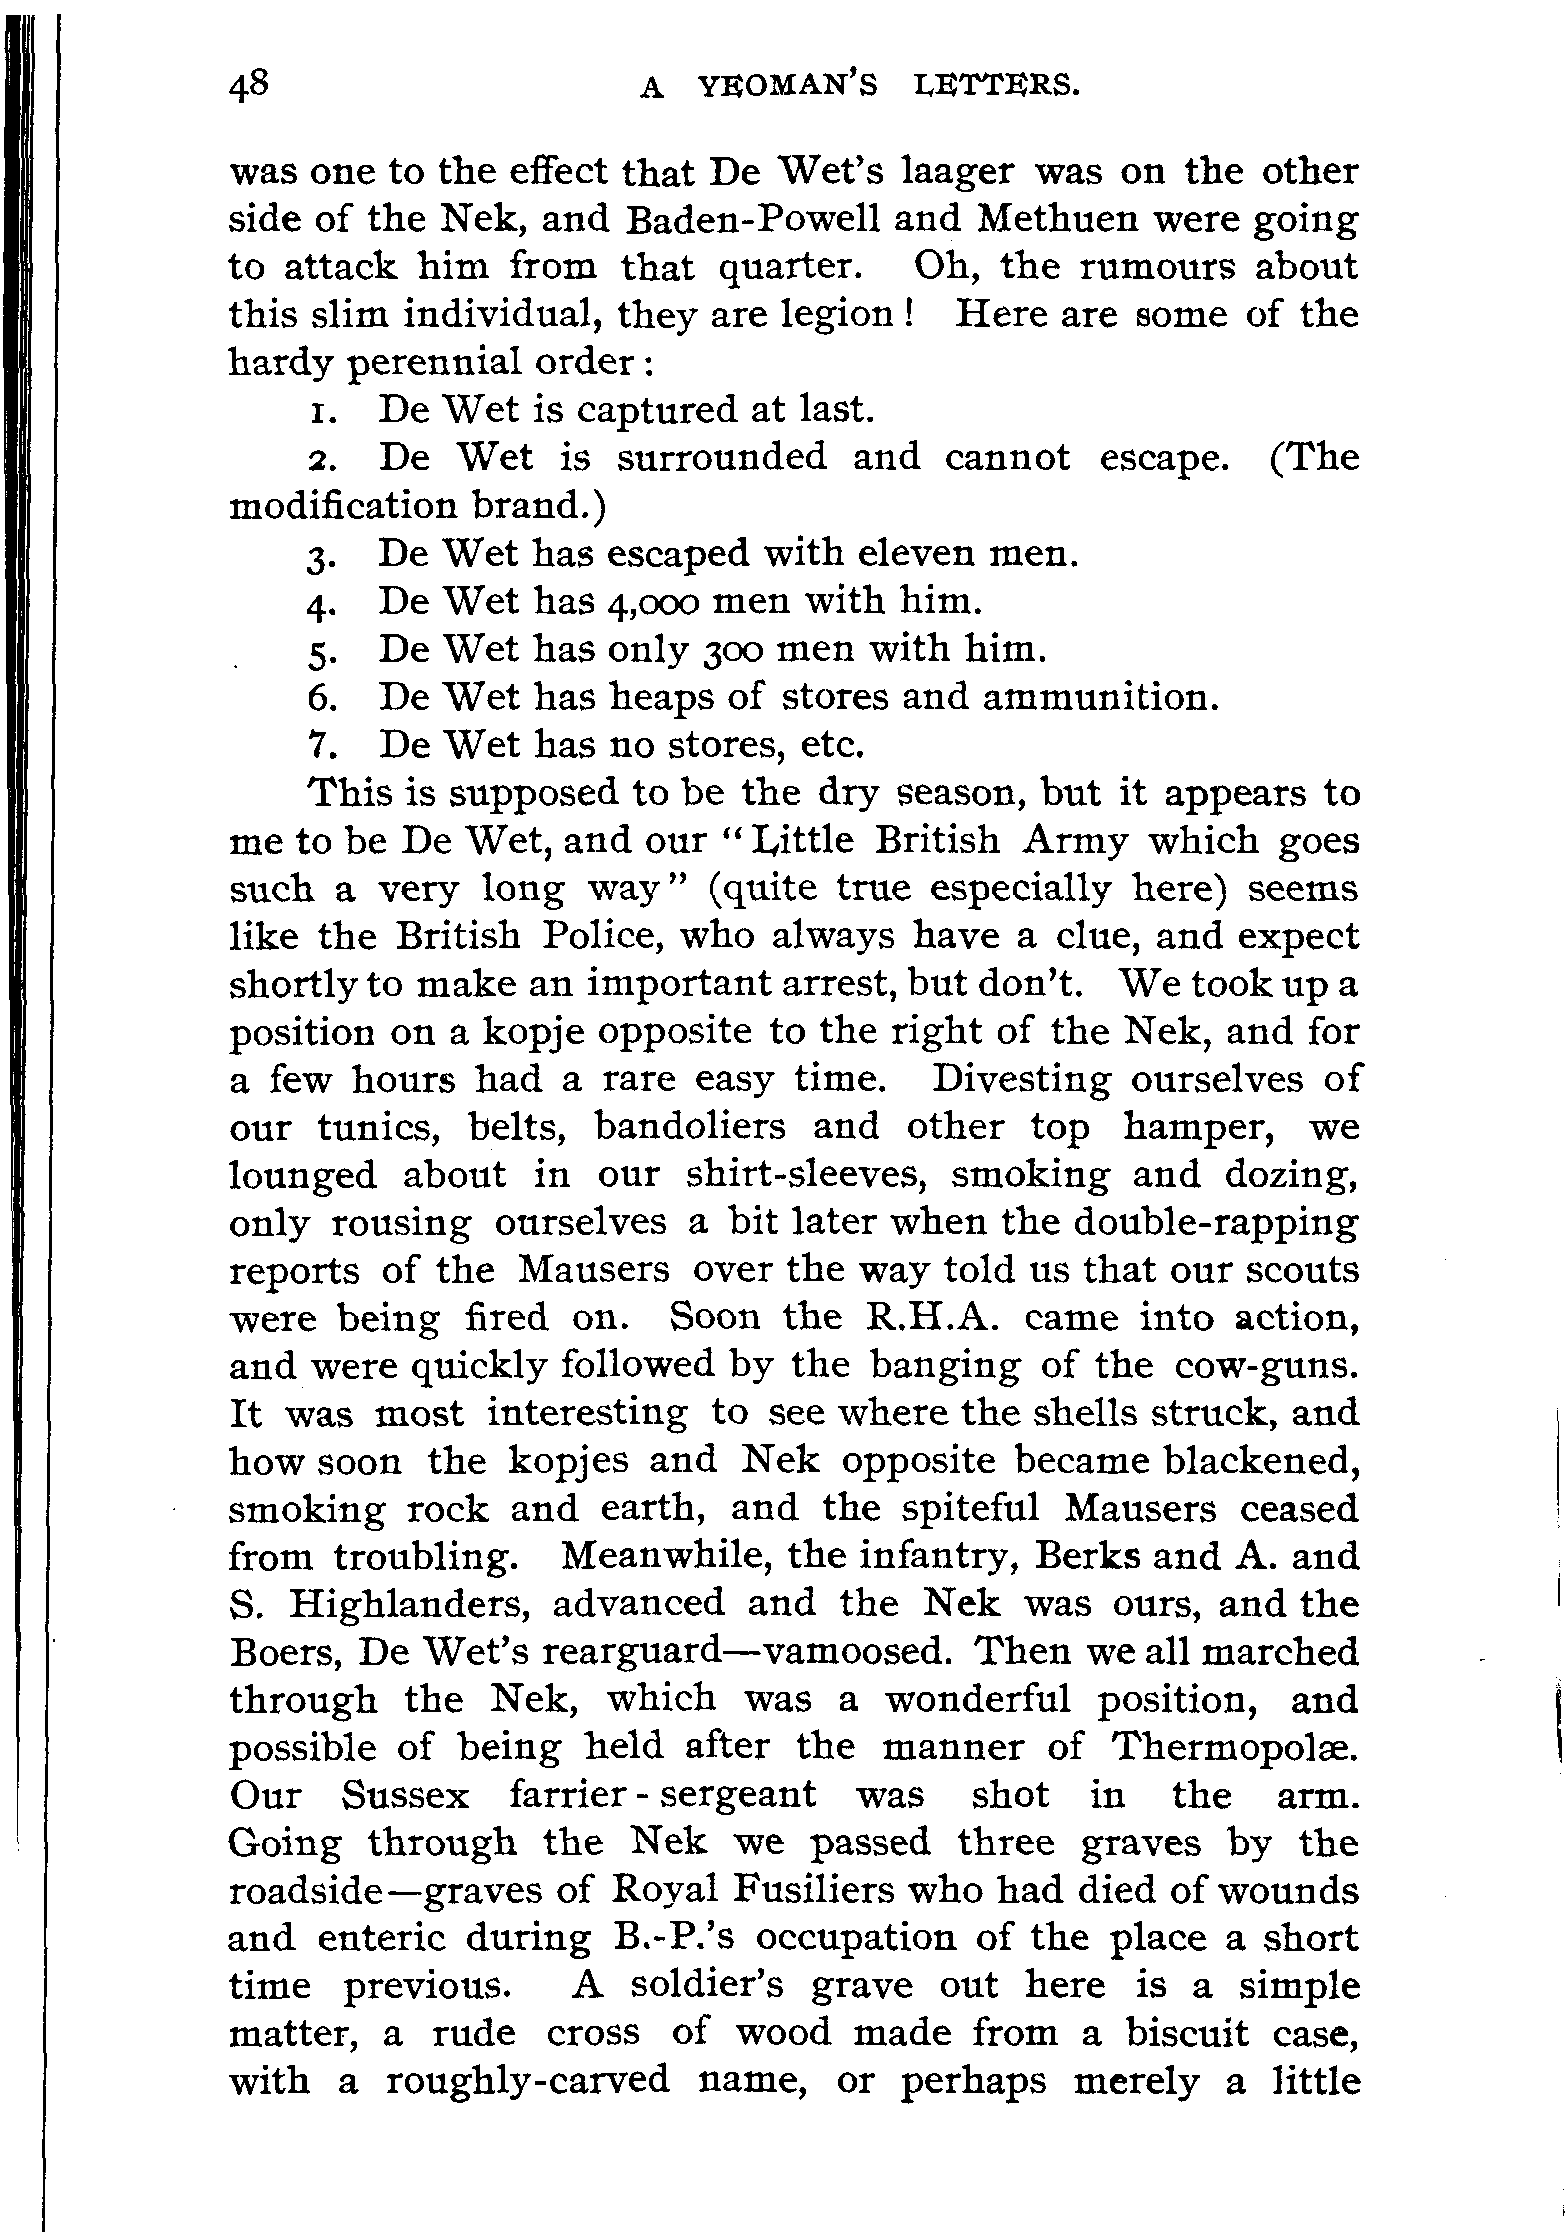 48 A YEOMAN'S LETTERS.
was one to the effect that De Wet's laager was on the other
side of the Nek, and Baden-Powell and Methuen were going
to attack him from that quarter. Oh, the rumours about
this slim individual, they are legion ! Here are some of the
hardy perennial order :
1. De Wet is captured at last.
2. De Wet is surrounded and cannot escape. (The
modification brand.)
3. De Wet has escaped with eleven men.
4. De Wet has 4,000 men with him.
5. De Wet has only 300 men with him.
6. De Wet has heaps of stores and ammunition.
7. De Wet has no stores, etc.
This is supposed to be the dry season, but it appears to
me to be De Wet, and our “ Little British Army which goes
such a very long way” (quite true especially here) seems
like the British Police, who always have a clue, and expect
shortly to make an important arrest, but don't. We took up a
position on a kopje opposite to the right of the Nek, and for
a few hours had a rare easy time. Divesting ourselves of
our tunics, belts, bandoliers and other top hamper, we
lounged about in our shirt-sleeves, smoking and dozing,
only rousing ourselves a bit later when the double-rapping
reports of the Mausers over the way told us that our scouts
were being fired on. Soon the R.H.A. came into action,
and were quickly followed by the banging of the cow-guns.
It was most interesting to see where the shells struck, and
how soon the kopjes and Nek opposite became blackened,
smoking rock and earth, and the spiteful Mausers ceased
from troubling. Meanwhile, the infantry, Berks and A. and
S. Highlanders, advanced and the Nek was ours, and the
Boers, De Wet's rearguard—vamoosed. Then we all marched
through the Nek, which was a wonderful position, and
possible of being held after the manner of Thermopolæ.
Our Sussex farrier-sergeant was shot in the arm.
Going through the Nek we passed three graves by the
roadside—graves of Royal Fusiliers who had died of wounds
and enteric during B.-P.'s occupation of the place a short
time previous. A soldier's grave out here is a simple
matter, a rude cross of wood made from a biscuit case,
with a roughly-carved name, or perhaps merely a little